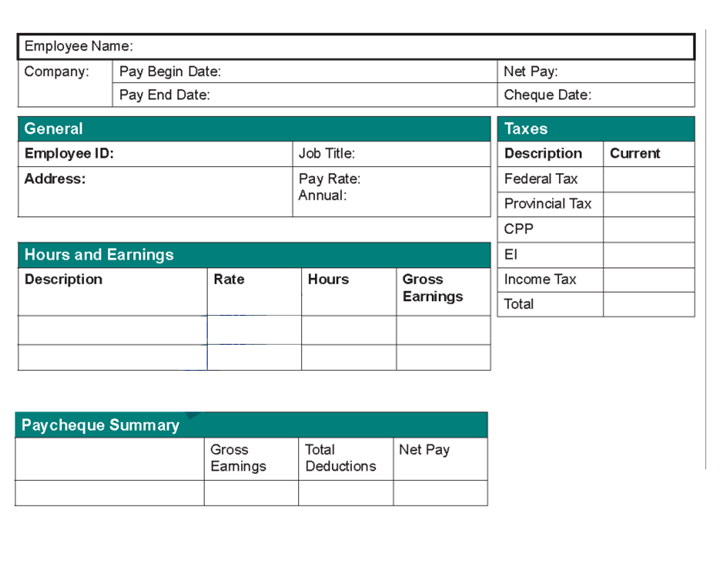 Employee Name:
Company:
Pay Begin Date:
Net Pay:
Pay End Date:
Cheque Date:
General
Employee ID:
Job Title:
Address:
Pay Rate:
Annual:
Taxes
Description Current
Federal Tax
Provincial Tax
CPP
EI
Income Tax
Total
Hours and Earnings
Description Rate Hours Gross
Earnings
Paycheque Summary
Gross
Earnings
Total
Deductions
Net Pay